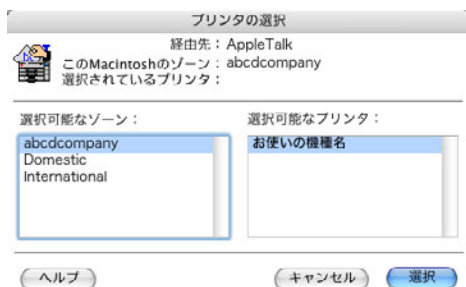 プリンタの選択
経由先：AppleTalk
このMacintoshのゾーン：abcdcompany
選択されているプリンタ：
選択可能なゾーン：
abcdcompany
Domestic
International
選択可能なプリンタ：
お使いの機種名
ヘルプ
キャンセル
選択